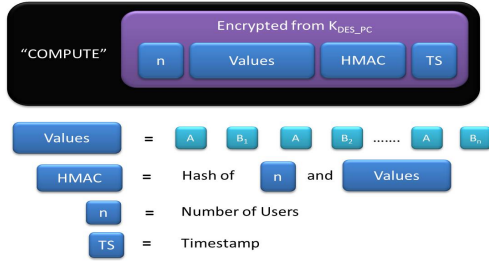 Encrypted from K_DES_PC
"COMPUTE" n Values HMAC TS
Values = A B₁ A B₂ ....... A Bₙ
HMAC = Hash of n and Values
n = Number of Users
TS = Timestamp